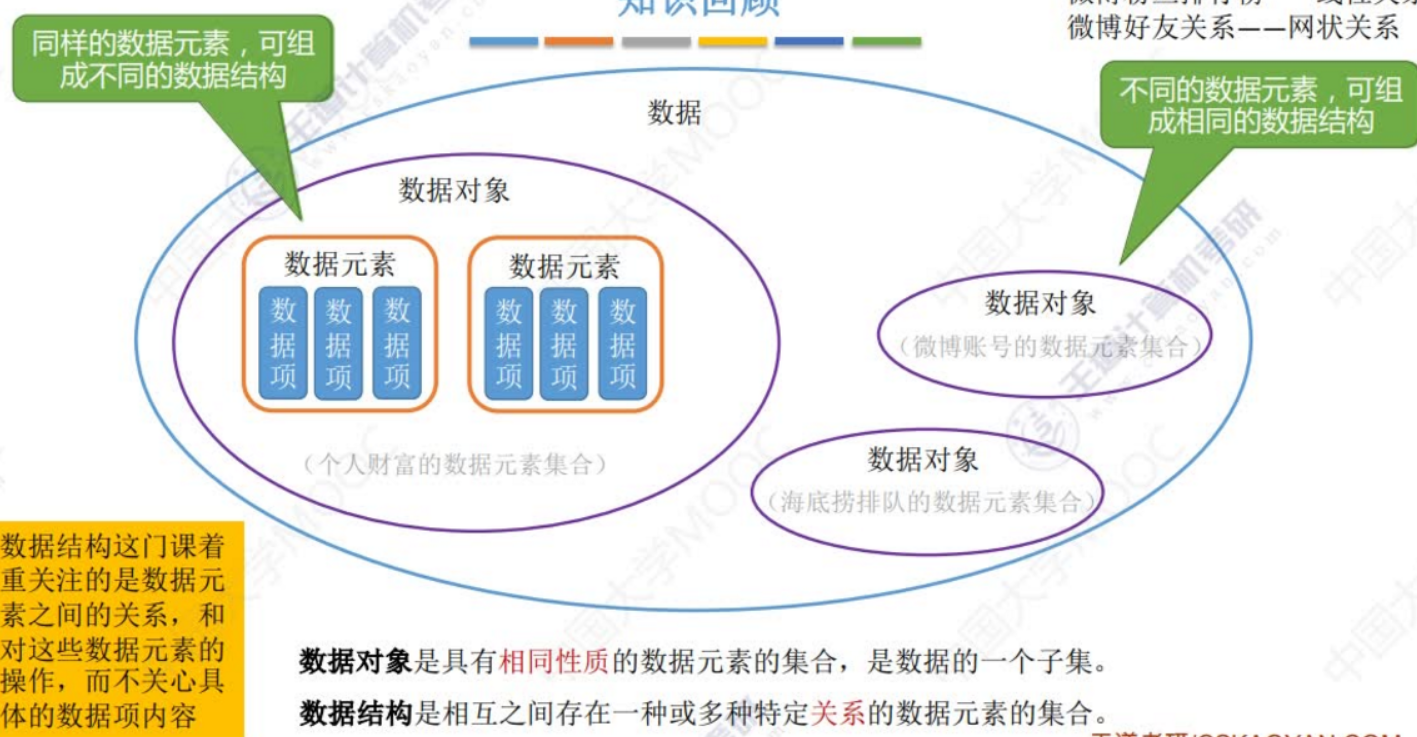 知识回顾
微博好友关系——网状关系
同样的数据元素，可组
成不同的数据结构
不同的数据元素，可组
成相同的数据结构
数据
数据对象
数据元素
数据项
数据项
数据项
数据元素
数据项
数据项
数据项
（个人财富的数据元素集合）
数据对象
（微博账号的数据元素集合）
数据对象
（海底捞排队的数据元素集合）
数据结构这门课着
重关注的是数据元
素之间的关系，和
对这些数据元素的
操作，而不关心具
体的数据项内容
数据对象是具有相同性质的数据元素的集合，是数据的一个子集。
数据结构是相互之间存在一种或多种特定关系的数据元素的集合。